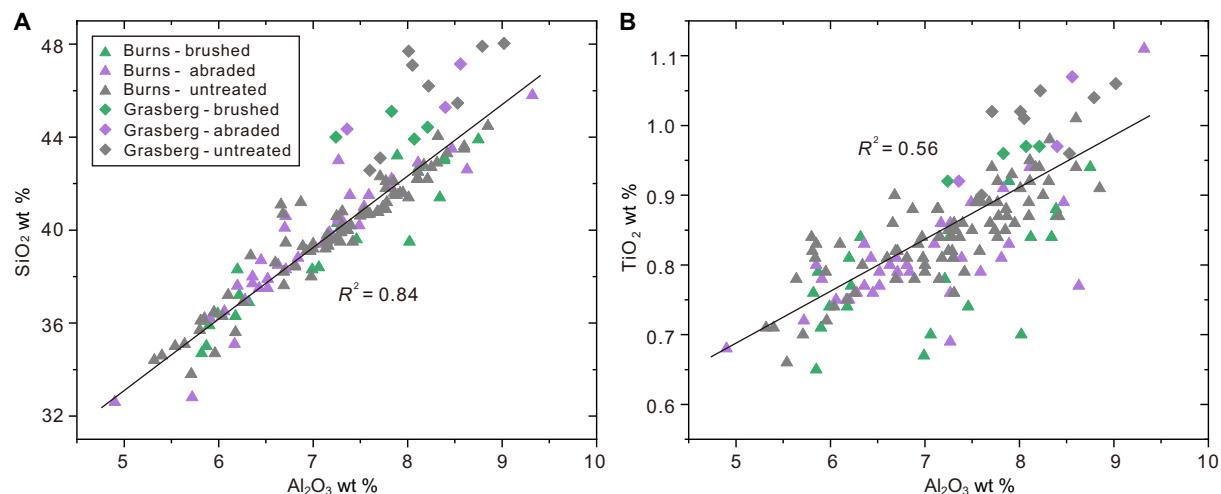 A
B
Burns - brushed
Burns - abraded
Burns - untreated
Grasberg - brushed
Grasberg - abraded
Grasberg - untreated
48
44
40
36
32
SiO₂ wt %
R² = 0.84
5 6 7 8 9 10
Al₂O₃ wt %
1.1
1.0
0.9
0.8
0.7
0.6
TiO₂ wt %
R² = 0.56
5 6 7 8 9 10
Al₂O₃ wt %